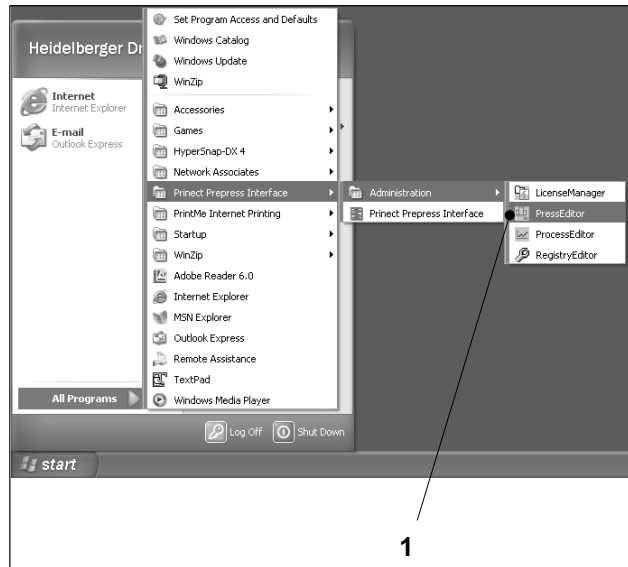 Heidelberger Dr
Internet
Internet Explorer
E-mail
Outlook Express
All Programs
Set Program Access and Defaults
Windows Catalog
Windows Update
WinZip
Accessories
Games
HyperSnap-DX 4
Network Associates
Prinect Prepress Interface
PrintMe Internet Printing
Startup
WinZip
Adobe Reader 6.0
Internet Explorer
MSN Explorer
Outlook Express
Remote Assistance
TextPad
Windows Media Player
Administration
Prinect Prepress Interface
LicenseManager
PressEditor
ProcessEditor
RegistryEditor
Log Off Shut Down
start
1